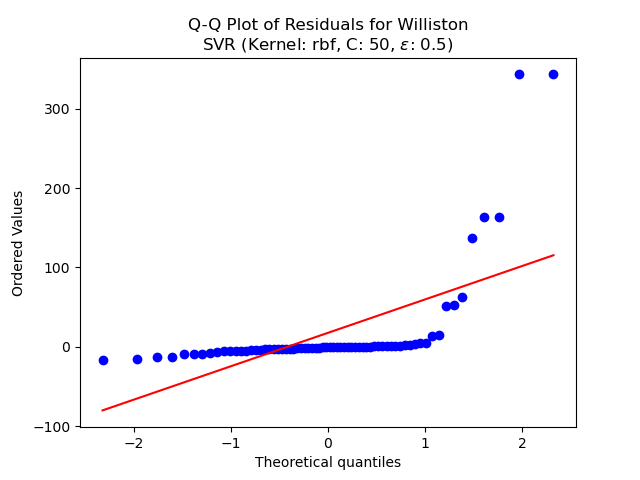 Q-Q Plot of Residuals for Williston
SVR (Kernel: rbf, C: 50, ε: 0.5)
Ordered Values
300
200
100
0
−100
−2
−1
0
1
2
Theoretical quantiles